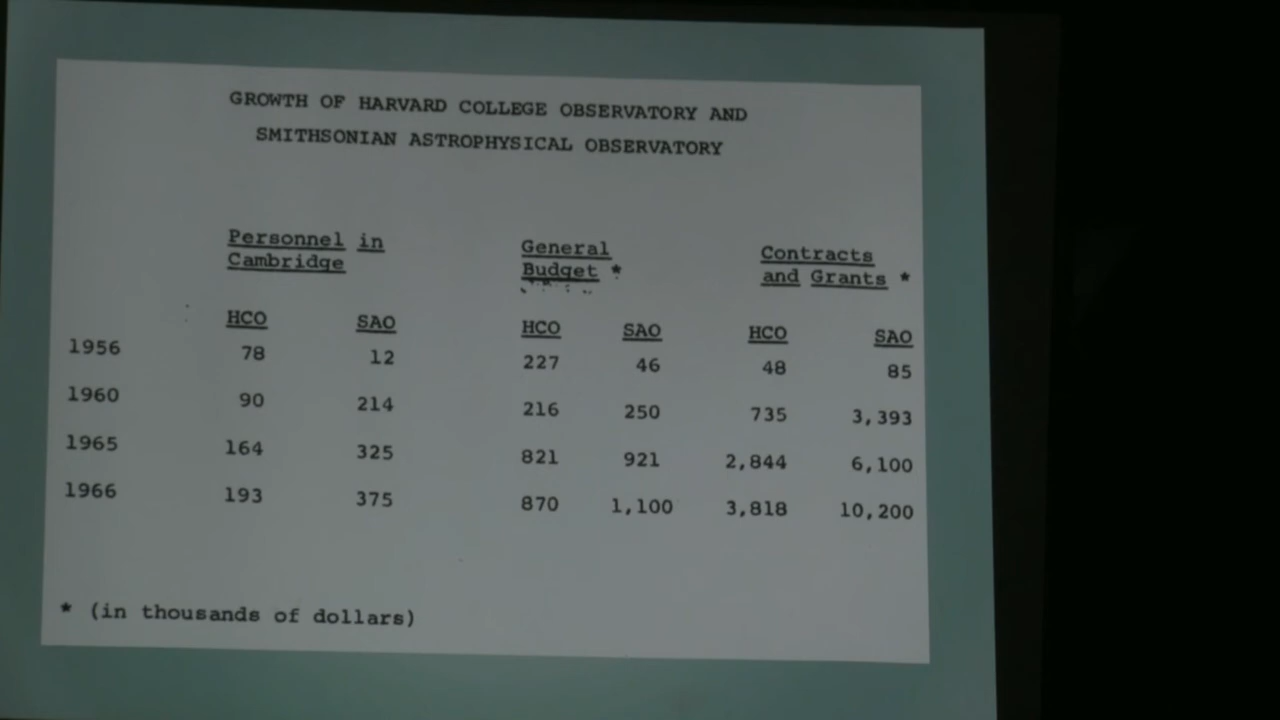 GROWTH OF HARVARD COLLEGE OBSERVATORY AND
SMITHSONIAN ASTROPHYSICAL OBSERVATORY
Personnel in
Cambridge
General
Budget *
Contracts
and Grants *
HCO SAO HCO SAO HCO SAO
1956 78 12 227 46 48 85
1960 90 214 216 250 735 3,393
1965 164 325 821 921 2,844 6,100
1966 193 375 870 1,100 3,818 10,200
* (in thousands of dollars)